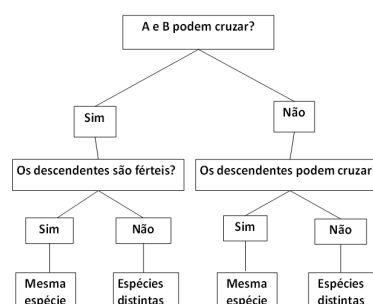 A e B podem cruzar?
Sim
Não
Os descendentes são férteis?
Os descendentes podem cruzar
Sim
Não
Sim
Não
Mesma
espécie
Espécies
distintas
Mesma
espécie
Espécies
distintas